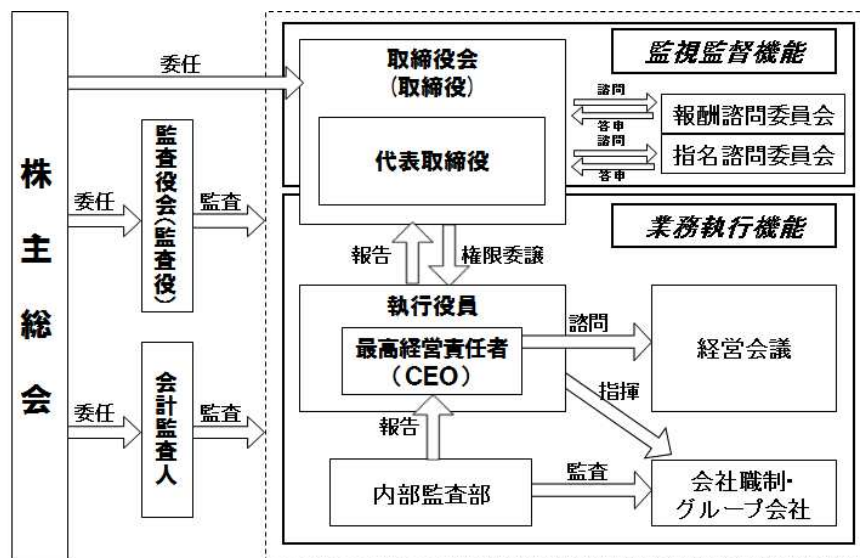 株主総会
委任
取締役会
(取締役)
代表取締役
監視監督機能
諮問
答申
報酬諮問委員会
諮問
答申
指名諮問委員会
委任
監査役会(監査役)
監査
報告
権限委譲
業務執行機能
執行役員
最高経営責任者
(CEO)
諮問
経営会議
指揮
委任
会計監査人
監査
報告
内部監査部
監査
会社職制・
グループ会社